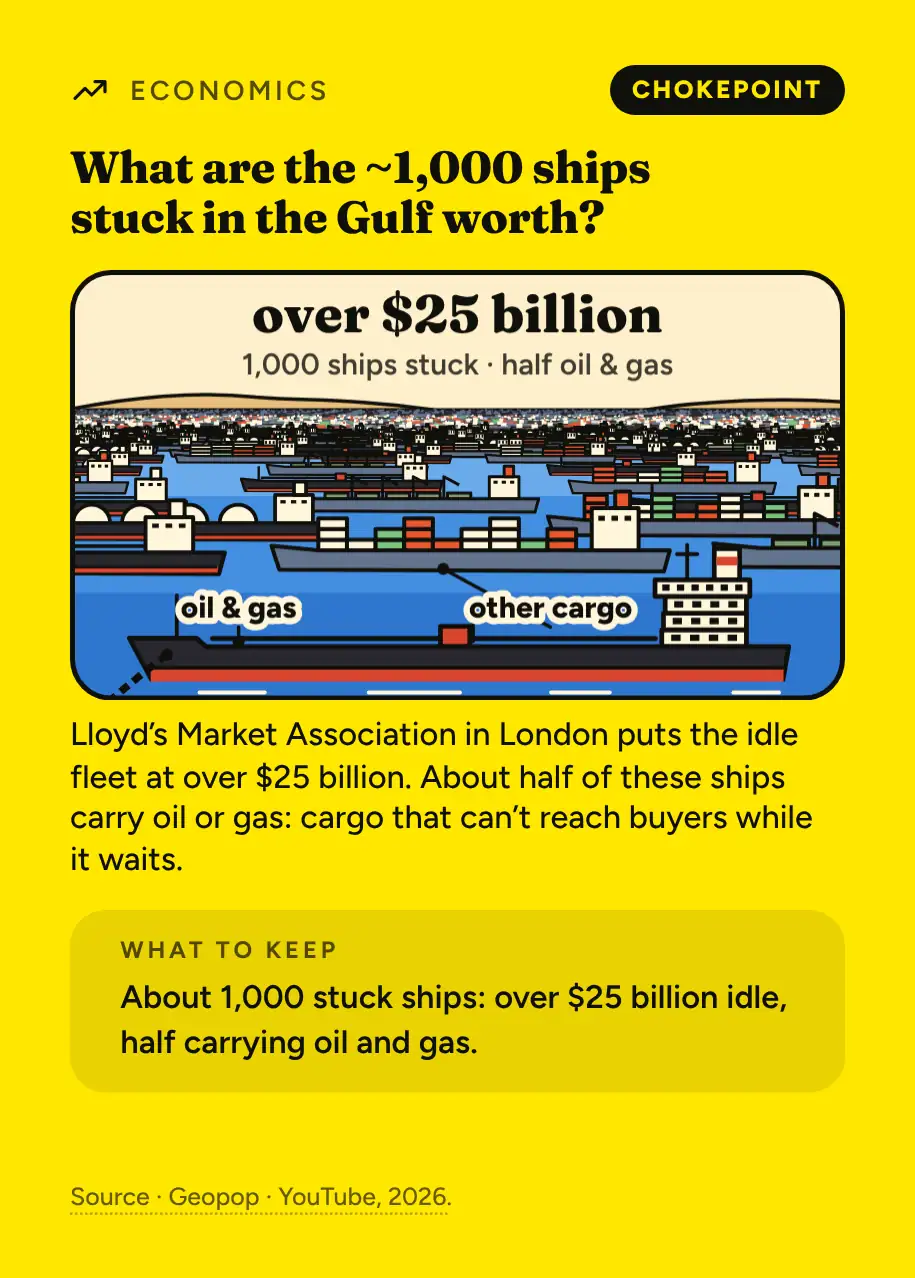 ECONOMICS
CHOKEPOINT
What are the ~1,000 ships
stuck in the Gulf worth?
over $25 billion
1,000 ships stuck · half oil & gas
oil & gas
other cargo
Lloyd’s Market Association in London puts the idle
fleet at over $25 billion. About half of these ships
carry oil or gas: cargo that can’t reach buyers while
it waits.
WHAT TO KEEP
About 1,000 stuck ships: over $25 billion idle,
half carrying oil and gas.
Source · Geopop · YouTube, 2026.